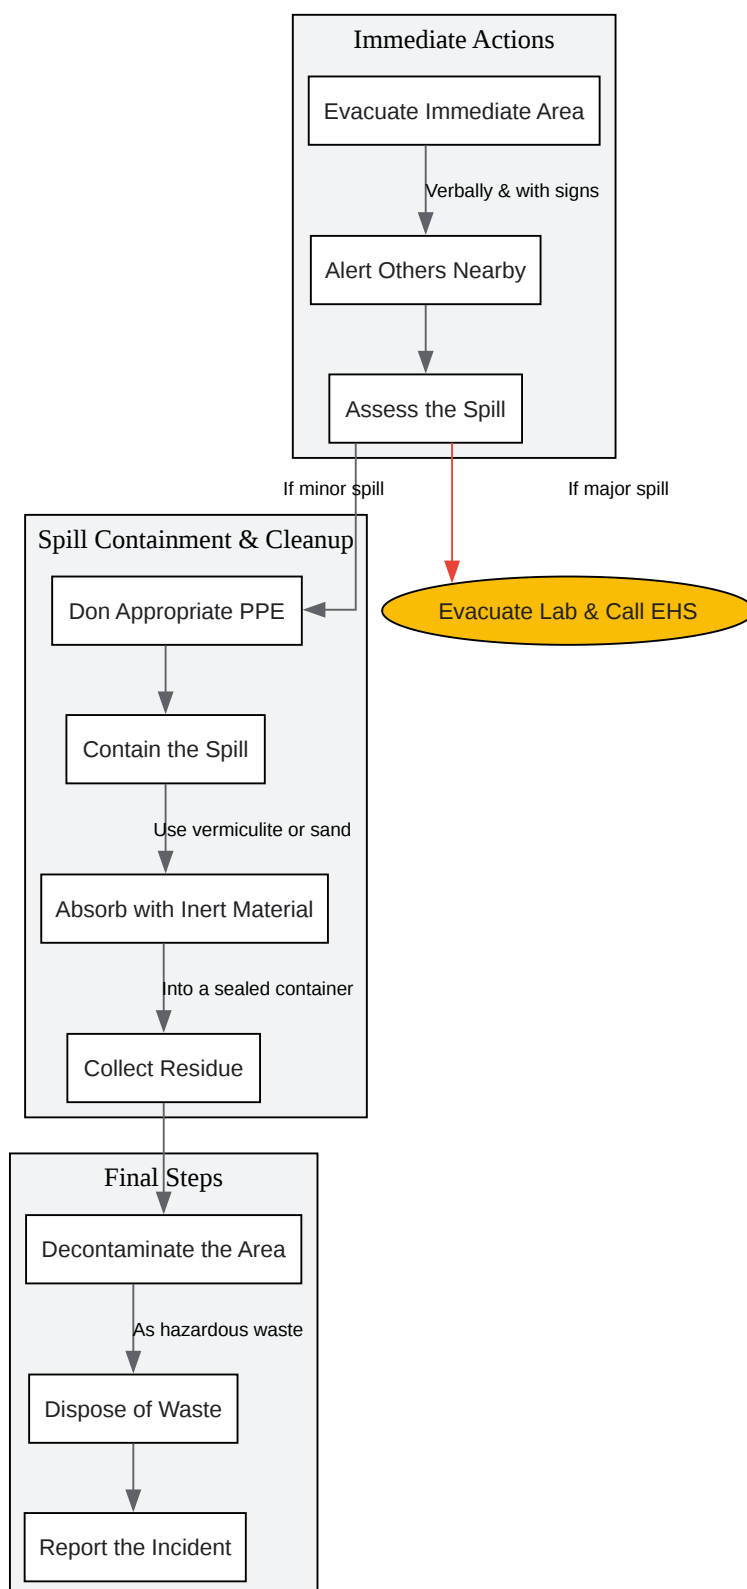 Immediate Actions
Evacuate Immediate Area
Verbally & with signs
Alert Others Nearby
Assess the Spill
If minor spill
If major spill
Spill Containment & Cleanup
Don Appropriate PPE
Evacuate Lab & Call EHS
Contain the Spill
Use vermiculite or sand
Absorb with Inert Material
Into a sealed container
Collect Residue
Final Steps
Decontaminate the Area
As hazardous waste
Dispose of Waste
Report the Incident